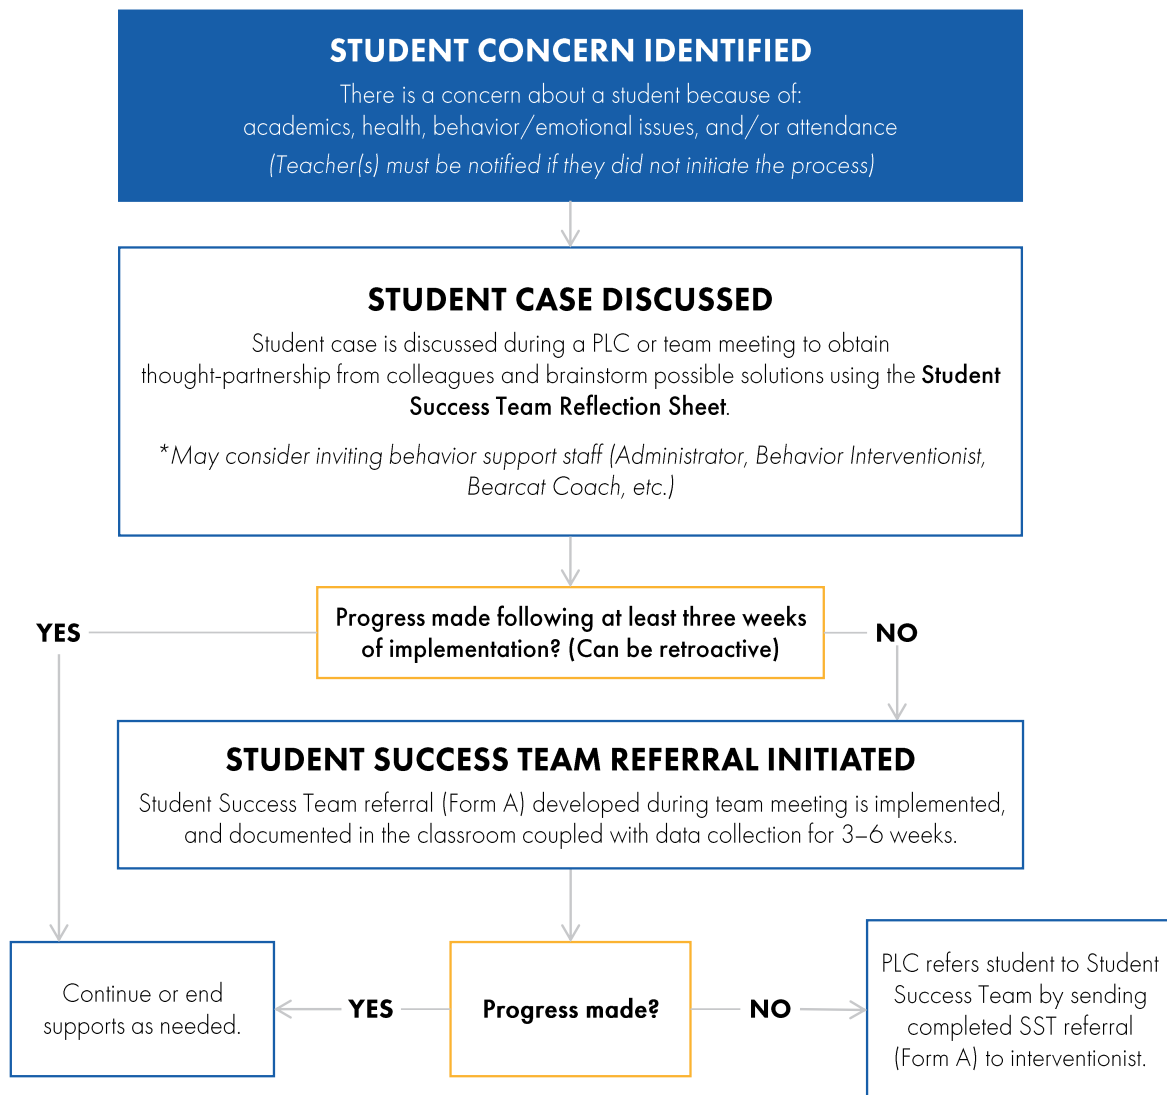 STUDENT CONCERN IDENTIFIED
There is a concern about a student because of:
academics, health, behavior/emotional issues, and/or attendance
(Teacher(s) must be notified if they did not initiate the process)
STUDENT CASE DISCUSSED
Student case is discussed during a PLC or team meeting to obtain
thought-partnership from colleagues and brainstorm possible solutions using the Student
Success Team Reflection Sheet.
*May consider inviting behavior support staff (Administrator, Behavior Interventionist,
Bearcat Coach, etc.)
Progress made following at least three weeks
of implementation? (Can be retroactive)
YES
NO
STUDENT SUCCESS TEAM REFERRAL INITIATED
Student Success Team referral (Form A) developed during team meeting is implemented,
and documented in the classroom coupled with data collection for 3–6 weeks.
Continue or end
supports as needed.
YES
Progress made?
NO
PLC refers student to Student
Success Team by sending
completed SST referral
(Form A) to interventionist.